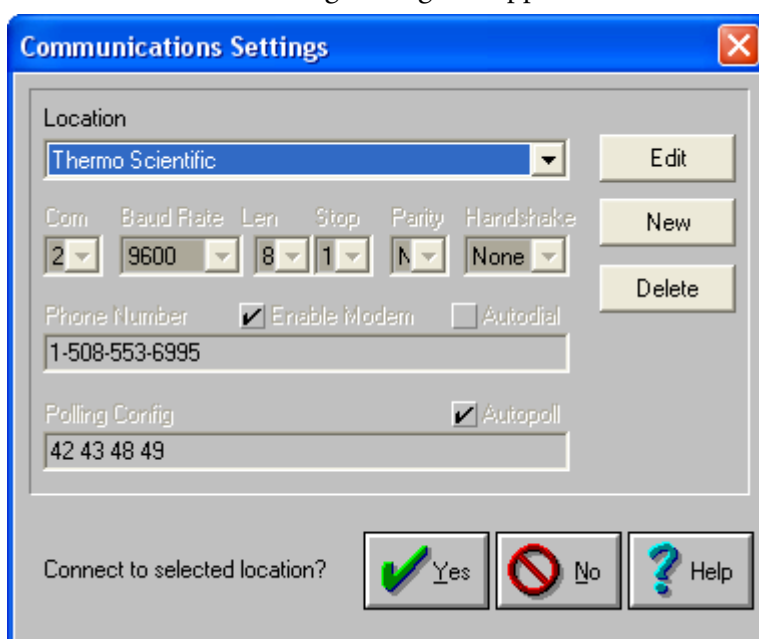 Communications Settings
Location
Thermo Scientific
Edit
Com Baud Rate Len Stop Parity Handshake
New
2 9600 8 1 N None
Delete
Phone Number Enable Modem Autodial
1-508-553-6995
Polling Config Autopoll
42 43 48 49
Connect to selected location? Yes No Help